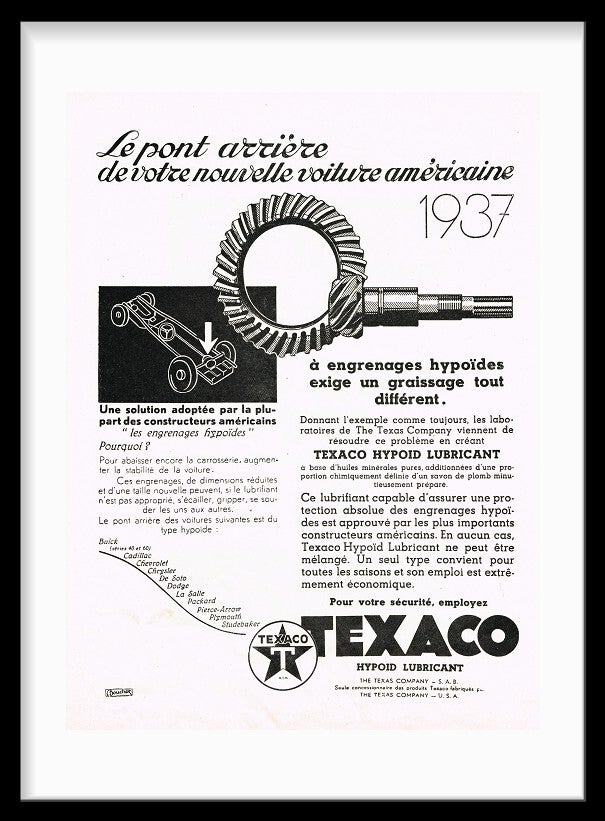 Le pont arrière
de votre nouvelle voiture américaine
1937
à engrenages hypoïdes
exige un graissage tout
différent.
Donnant l'exemple comme toujours, les labo-
ratoires de The Texas Company viennent de
résoudre ce problème en créant
TEXACO HYPOID LUBRICANT
à base d'huiles minérales pures, additionnées d'une pro-
portion chimiquement définie d'un savon de plomb minu-
tieusement préparé.
Ce lubrifiant capable d'assurer une pro-
tection absolue des engrenages hypoï-
des est approuvé par les plus importants
constructeurs américains. En aucun cas,
Texaco Hypoïd Lubricant ne peut être
mélangé. Un seul type convient pour
toutes les saisons et son emploi est extrê-
mement économique.
Pour votre sécurité, employez
TEXACO
HYPOID LUBRICANT
THE TEXAS COMPANY - S. A. B.
Seule concessionnaire des produits Texaco fabriqués p..
THE TEXAS COMPANY - U. S. A.
Une solution adoptée par la plu-
part des constructeurs américains
"les engrenages hypoïdes"
Pourquoi ?
Pour abaisser encore la carrosserie, augmen-
ter la stabilité de la voiture.
Ces engrenages, de dimensions réduites
et d'une taille nouvelle peuvent, si le lubrifiant
n'est pas approprié, s'écailler, gripper, se sou-
der les uns aux autres.
Le pont arrière des voitures suivantes est du
type hypoïde :
Buick
(séries 40 et 60)
Cadillac
Chevrolet
Chrysler
De Soto
Dodge
La Salle
Packard
Pierce-Arrow
Plymouth
Studebaker
TEXACO
T